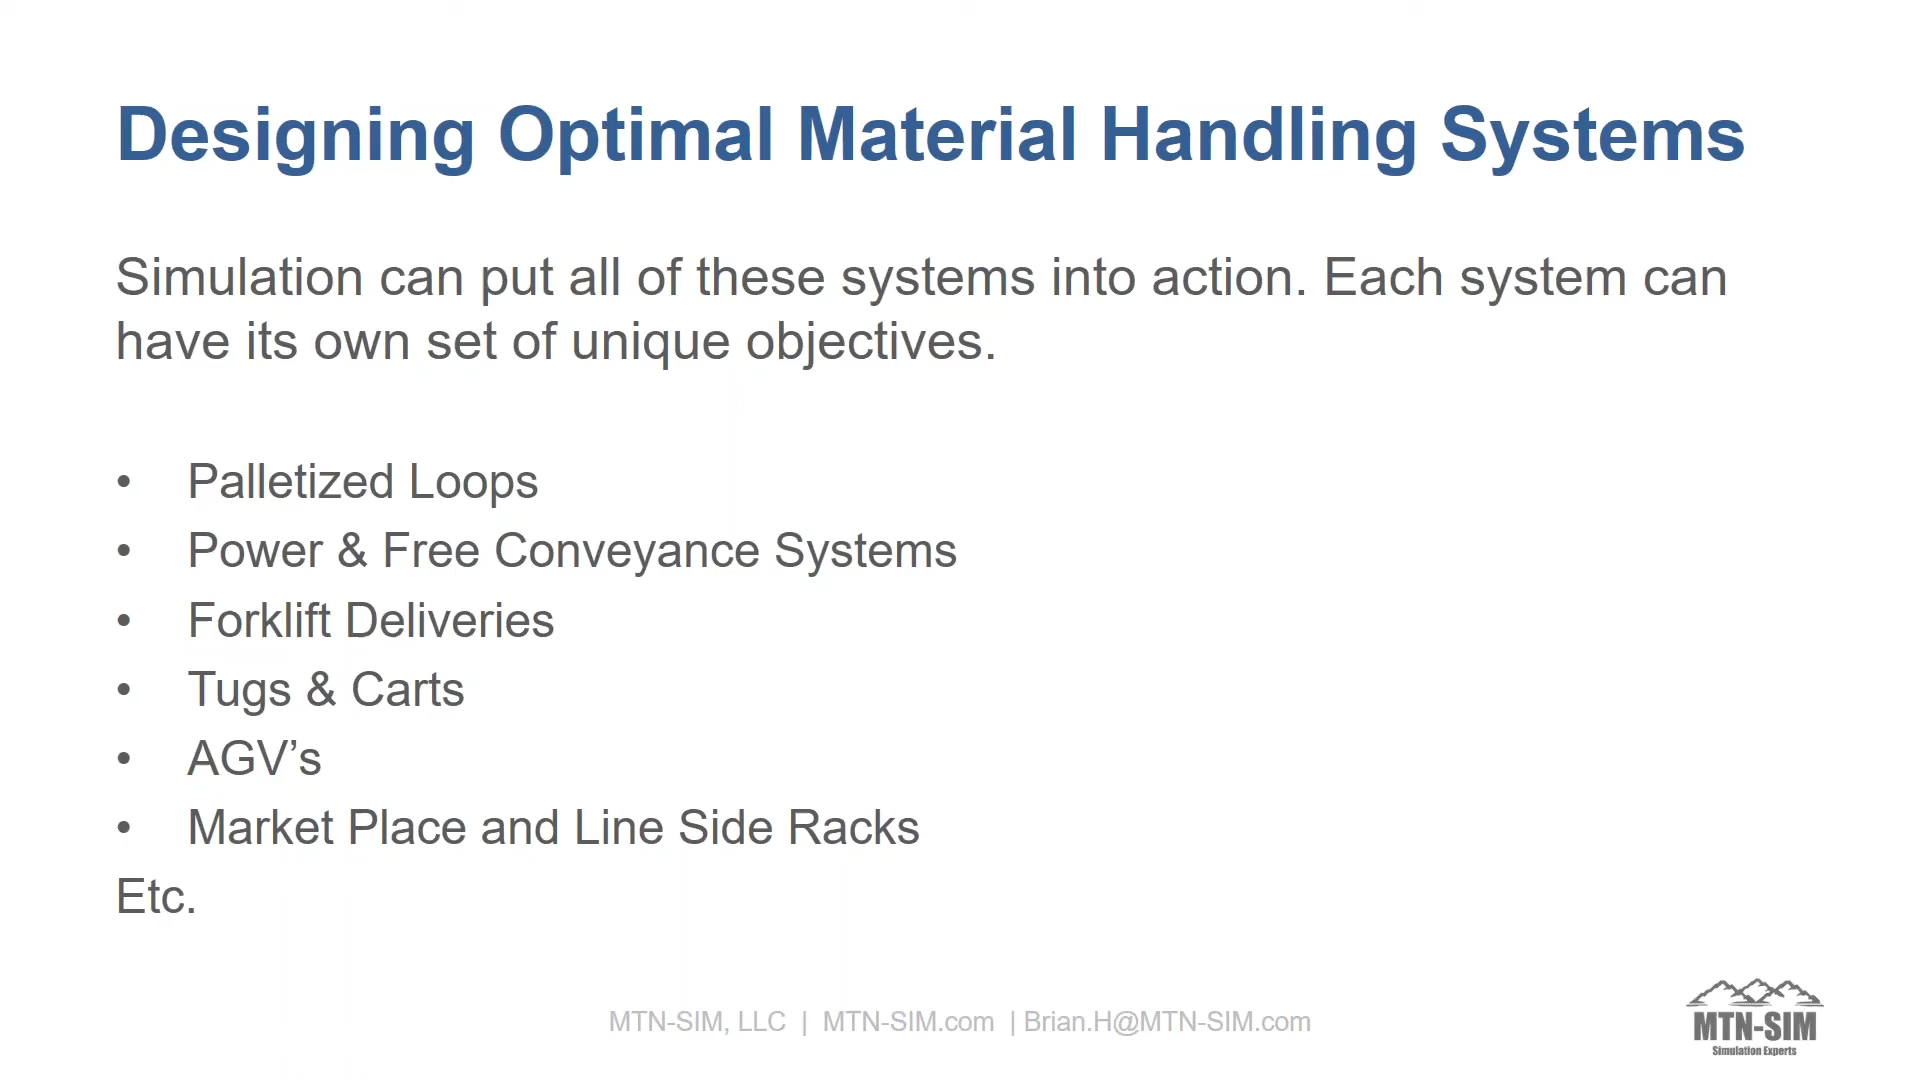 Designing Optimal Material Handling Systems
Simulation can put all of these systems into action. Each system can
have its own set of unique objectives.
• Palletized Loops
• Power & Free Conveyance Systems
• Forklift Deliveries
• Tugs & Carts
• AGV’s
• Market Place and Line Side Racks
Etc.
MTN-SIM, LLC | MTN-SIM.com | Brian.H@MTN-SIM.com
MTN-SIM
Simulation Experts